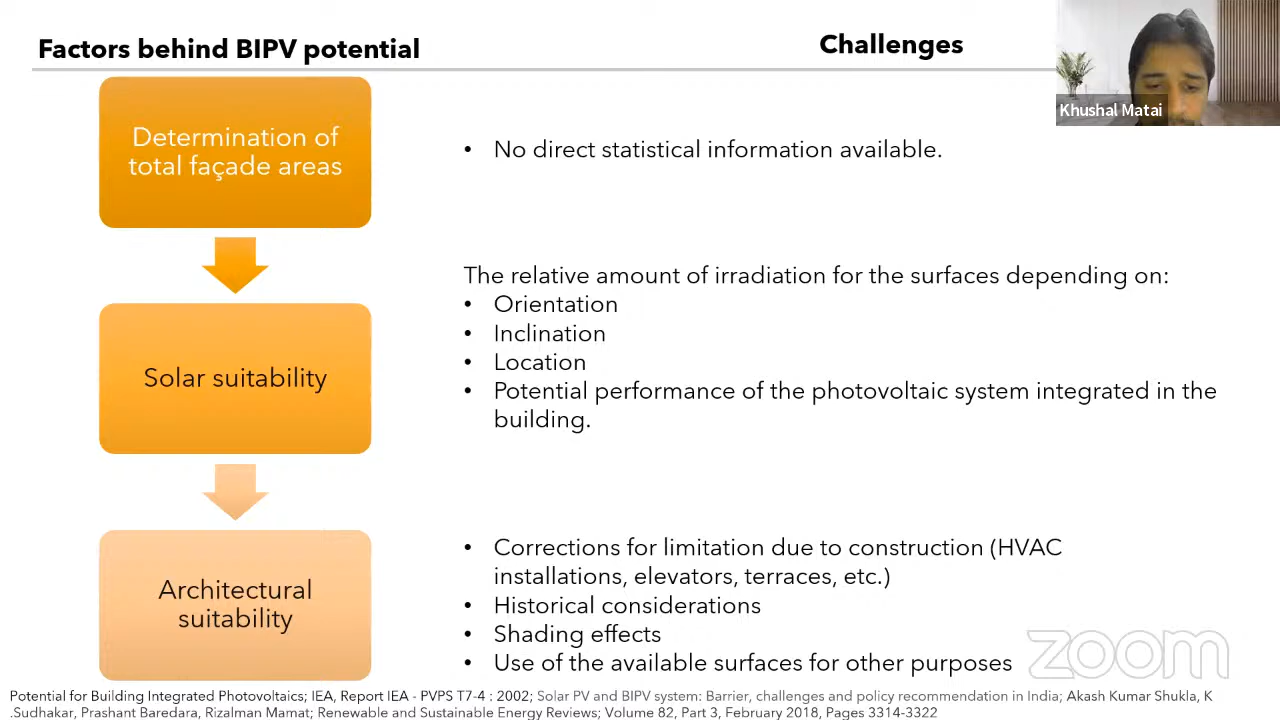 Factors behind BIPV potential
Challenges
Khushal Matai
Determination of
total façade areas
• No direct statistical information available.
The relative amount of irradiation for the surfaces depending on:
• Orientation
• Inclination
• Location
• Potential performance of the photovoltaic system integrated in the
building.
Solar suitability
Architectural
suitability
• Corrections for limitation due to construction (HVAC
installations, elevators, terraces, etc.)
• Historical considerations
• Shading effects
• Use of the available surfaces for other purposes
zoom
Potential for Building Integrated Photovoltaics; IEA, Report IEA - PVPS T7-4 : 2002; Solar PV and BIPV system: Barrier, challenges and policy recommendation in India; Akash Kumar Shukla, K
.Sudhakar, Prashant Baredara, Rizalman Mamat; Renewable and Sustainable Energy Reviews; Volume 82, Part 3, February 2018, Pages 3314-3322